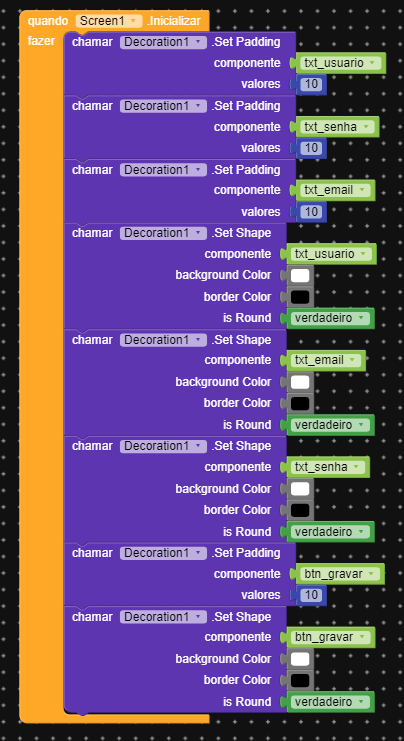 quando Screen1 .Inicializar
fazer chamar Decoration1 .Set Padding
componente txt_usuario
valores 10
chamar Decoration1 .Set Padding
componente txt_senha
valores 10
chamar Decoration1 .Set Padding
componente txt_email
valores 10
chamar Decoration1 .Set Shape
componente txt_usuario
background Color
border Color
is Round verdadeiro
chamar Decoration1 .Set Shape
componente txt_email
background Color
border Color
is Round verdadeiro
chamar Decoration1 .Set Shape
componente txt_senha
background Color
border Color
is Round verdadeiro
chamar Decoration1 .Set Padding
componente btn_gravar
valores 10
chamar Decoration1 .Set Shape
componente btn_gravar
background Color
border Color
is Round verdadeiro